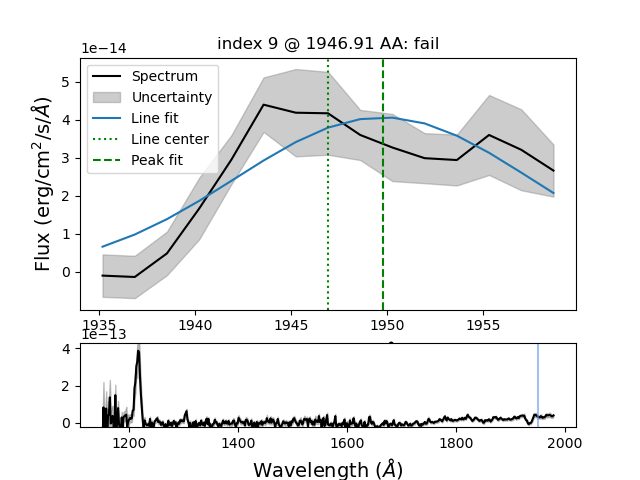 index 9 @ 1946.91 AA: fail
1e−14
Spectrum
Uncertainty
Line fit
Line center
Peak fit
5
4
3
2
1
0
Flux (erg/cm²/s/Å)
1935 1940 1945 1950 1955
1e−13
4
2
0
1200 1400 1600 1800 2000
Wavelength (Å)